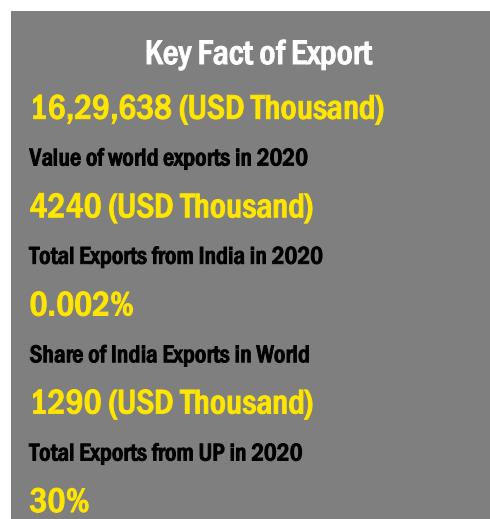 Key Fact of Export
16,29,638 (USD Thousand)
Value of world exports in 2020
4240 (USD Thousand)
Total Exports from India in 2020
0.002%
Share of India Exports in World
1290 (USD Thousand)
Total Exports from UP in 2020
30%